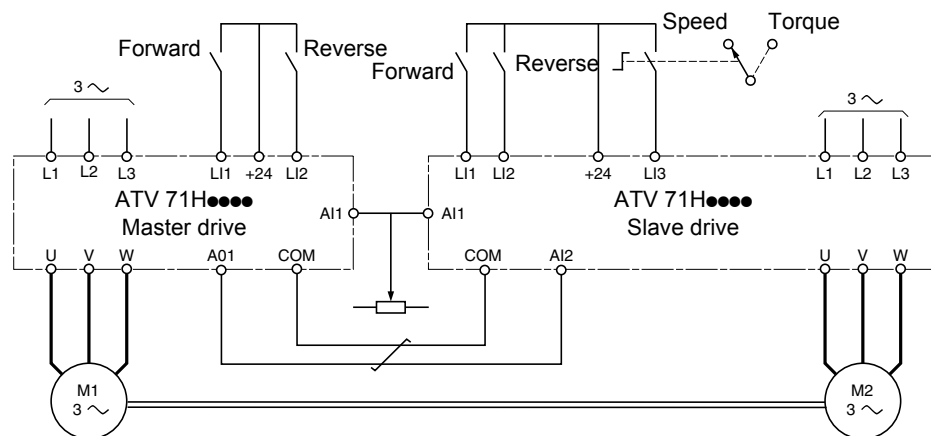 Speed Torque
Forward Reverse
Forward Reverse
3 ∼ 3 ∼
L1 L2 L3 LI1 +24 LI2 LI1 LI2 +24 LI3 L1 L2 L3
ATV 71H●●●● ATV 71H●●●●
Master drive AI1 AI1 Slave drive
U V W A01 COM COM AI2 U V W
M1 M2
3 ∼ 3 ∼